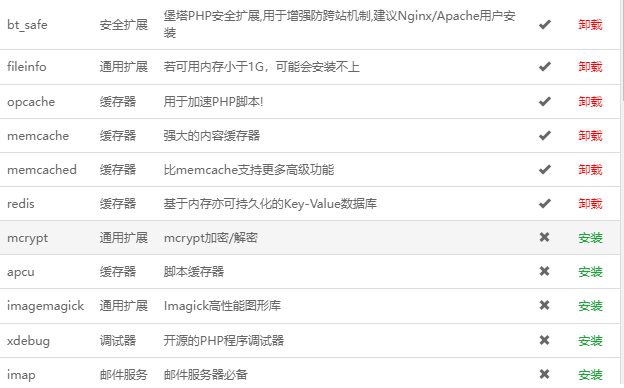 bt_safe 安全扩展 堡塔PHP安全扩展,用于增强防跨站机制,建议Nginx/Apache用户安 ✔ 卸载
装
fileinfo 通用扩展 若可用内存小于1G，可能会安装不上 ✔ 卸载
opcache 缓存器 用于加速PHP脚本! ✔ 卸载
memcache 缓存器 强大的内容缓存器 ✔ 卸载
memcached 缓存器 比memcache支持更多高级功能 ✔ 卸载
redis 缓存器 基于内存亦可持久化的Key-Value数据库 ✔ 卸载
mcrypt 通用扩展 mcrypt加密/解密 ✖ 安装
apcu 缓存器 脚本缓存器 ✖ 安装
imagemagick 通用扩展 Imagick高性能图形库 ✖ 安装
xdebug 调试器 开源的PHP程序调试器 ✖ 安装
imap 邮件服务 邮件服务器必备 ✖ 安装